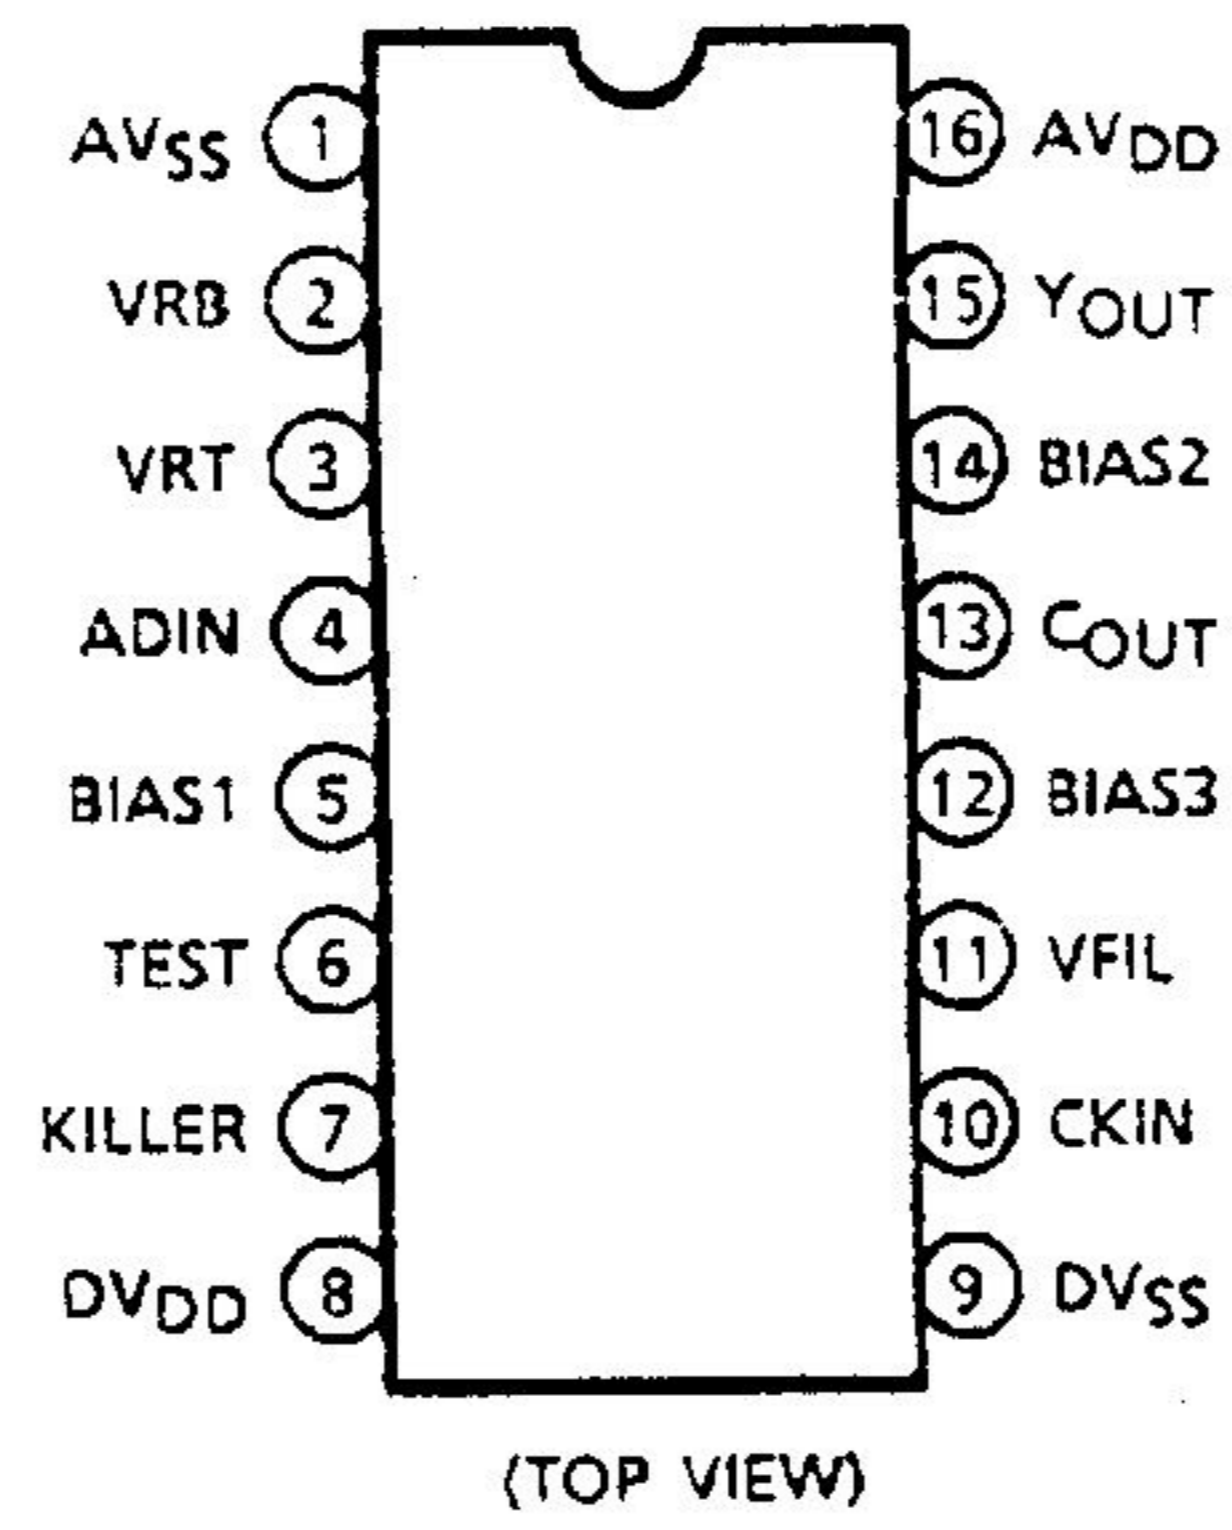 AVSS 1 16 AVDD
VRB 2 15 YOUT
VRT 3 14 BIAS2
ADIN 4 13 COUT
BIAS1 5 12 BIAS3
TEST 6 11 VFIL
KILLER 7 10 CKIN
DVDD 8 9 DVSS
(TOP VIEW)